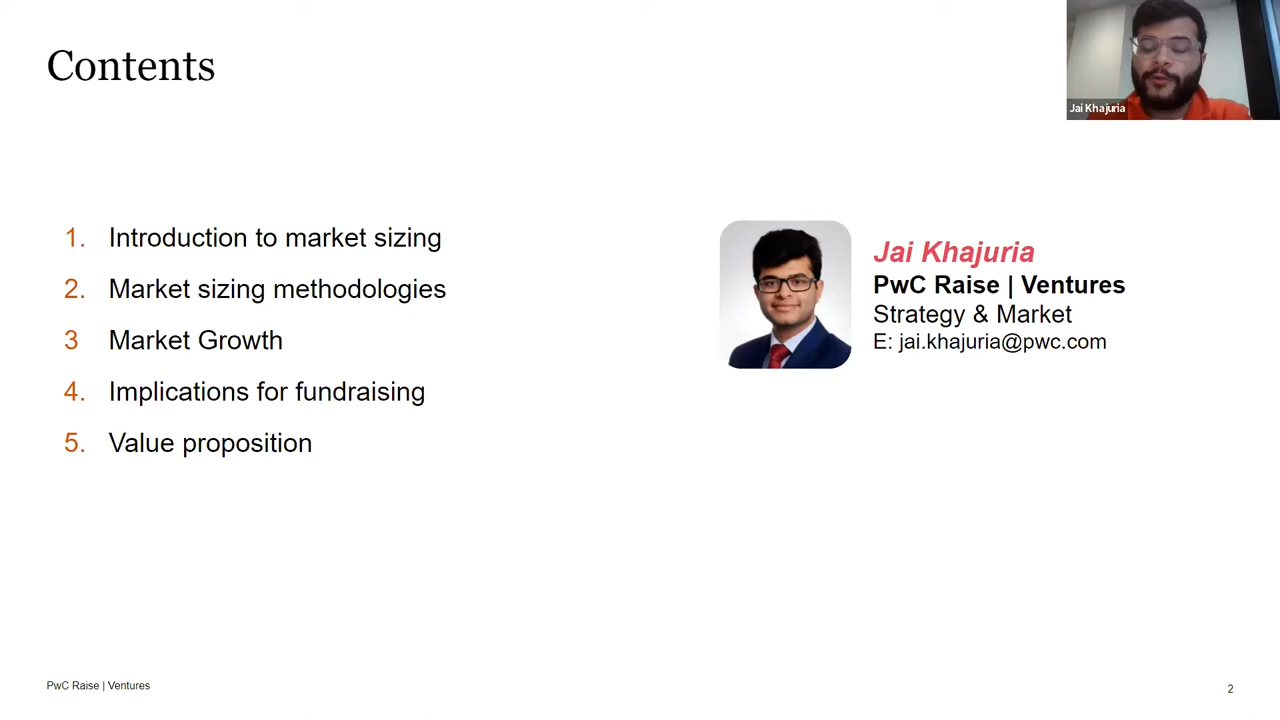 Contents
Jai Khajuria
1. Introduction to market sizing
2. Market sizing methodologies
3 Market Growth
4. Implications for fundraising
5. Value proposition
Jai Khajuria
PwC Raise | Ventures
Strategy & Market
E: jai.khajuria@pwc.com
PwC Raise | Ventures
2